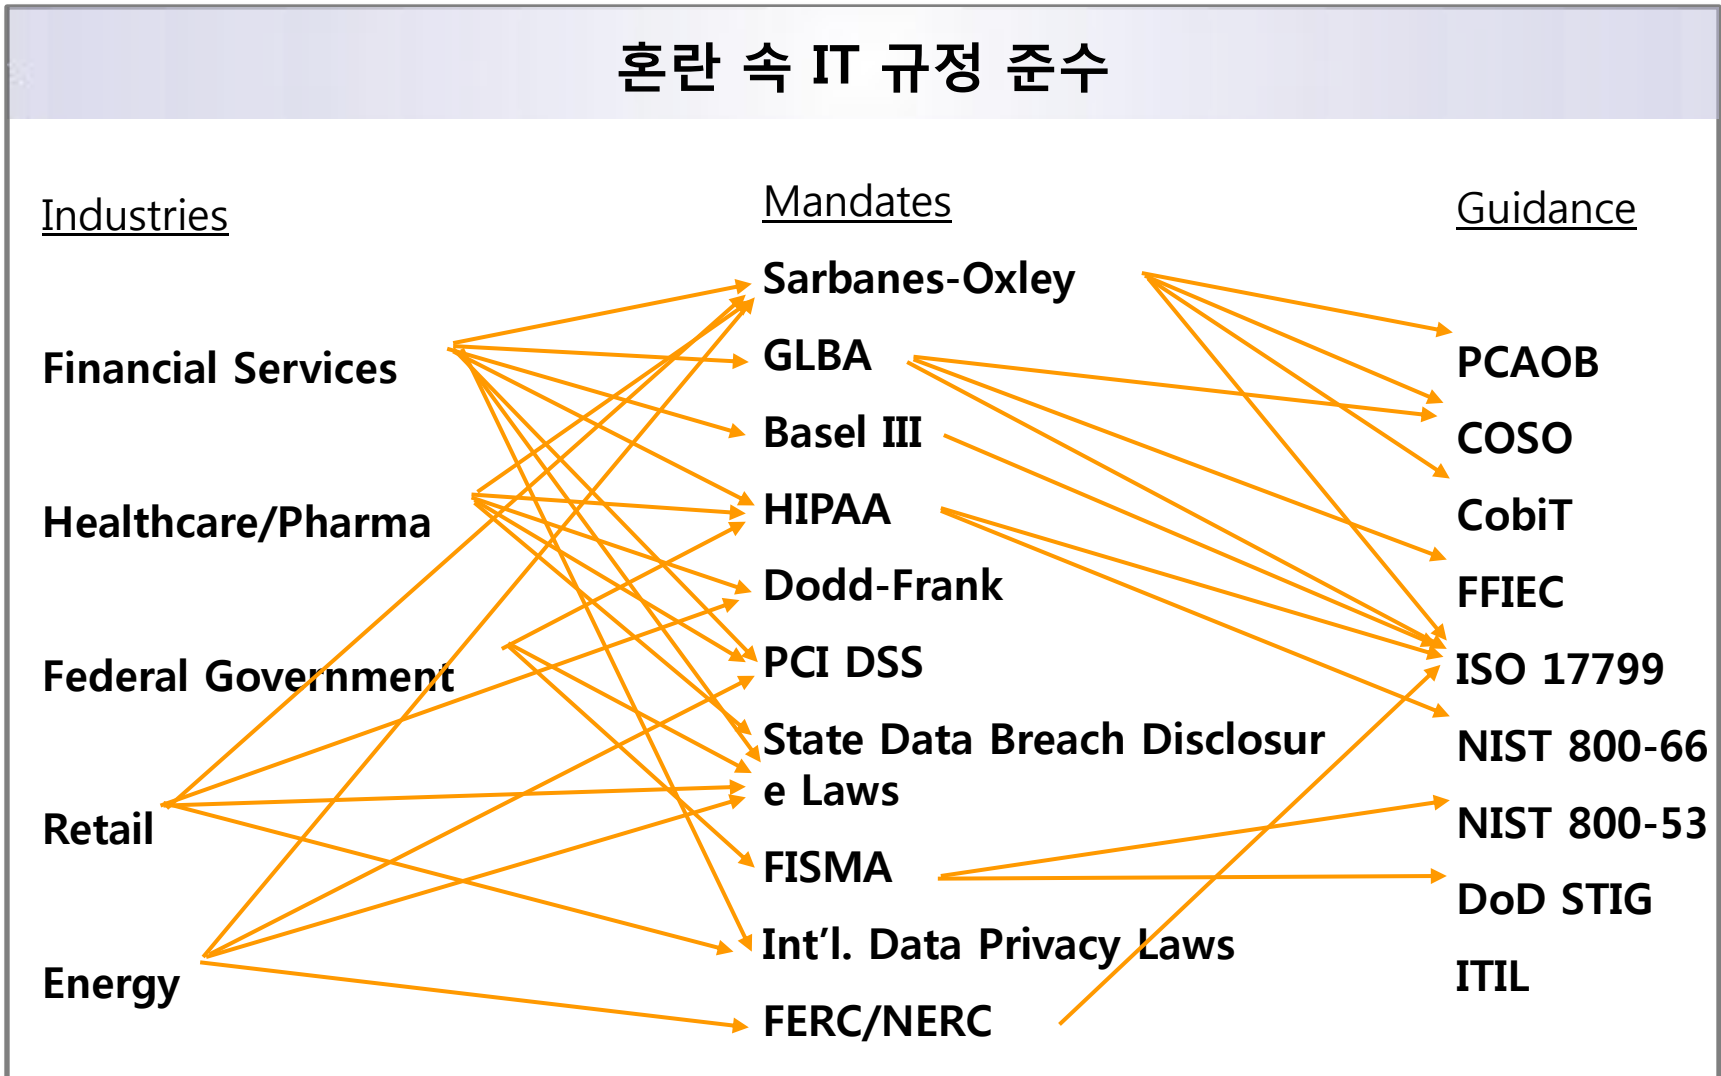 혼란 속 IT 규정 준수
Industries
Financial Services
Healthcare/Pharma
Federal Government
Retail
Energy
Mandates
Sarbanes-Oxley
GLBA
Basel III
HIPAA
Dodd-Frank
PCI DSS
State Data Breach Disclosur
e Laws
FISMA
Int’l. Data Privacy Laws
FERC/NERC
Guidance
PCAOB
COSO
CobiT
FFIEC
ISO 17799
NIST 800-66
NIST 800-53
DoD STIG
ITIL